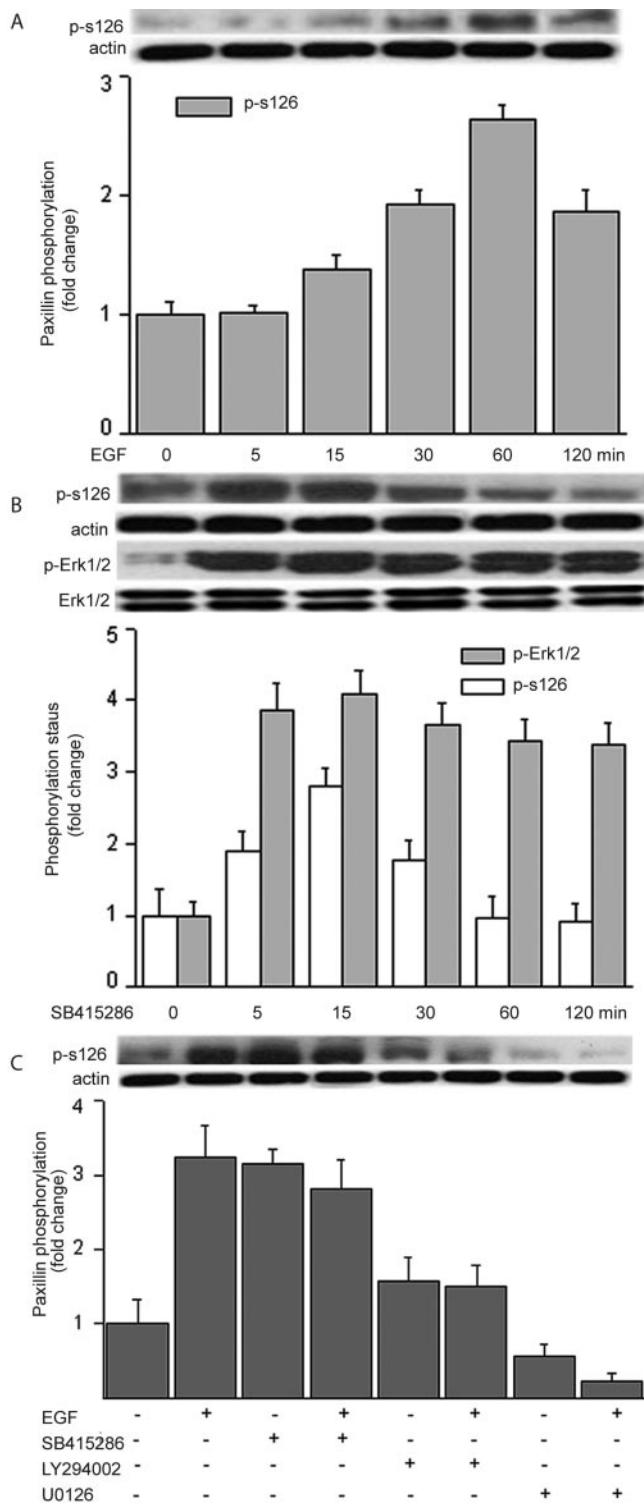 A
p-s126
actin
3
2
1
0
p-s126
Paxillin phosphorylation
(fold change)
EGF 0 5 15 30 60 120 min
B
p-s126
actin
p-Erk1/2
Erk1/2
5
4
3
2
1
0
p-Erk1/2
p-s126
Phosphorylation staus
(fold change)
SB415286 0 5 15 30 60 120 min
C
p-s126
actin
4
3
2
1
Paxillin phosphorylation
(fold change)
EGF - + - + - + - +
SB415286 - - + + - - - -
LY294002 - - - - + + - -
U0126 - - - - - - + +